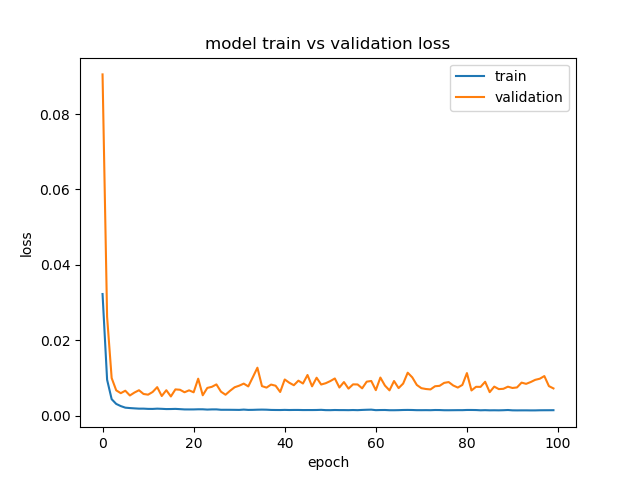 model train vs validation loss
train
validation
0.08
0.06
0.04
0.02
0.00
loss
0 20 40 60 80 100
epoch